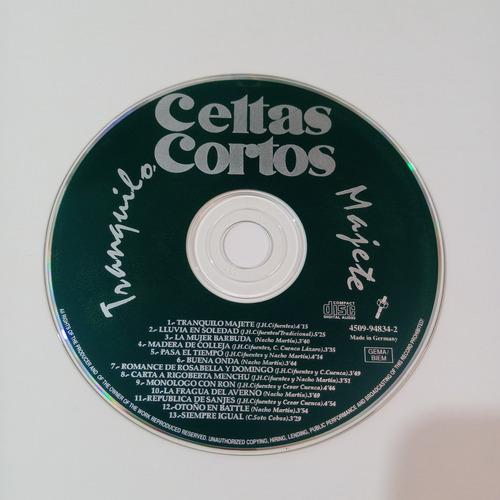 Celtas
Cortos
Tranquilo,
Majete
COMPACT
disc
DIGITAL AUDIO
4509-94834-2
Made in Germany
GEMA/
BIEM
1.- TRANQUILO MAJETE (J.H.Cifuentes)4'15
2.- LLUVIA EN SOLEDAD (J.H.Cifuentes/Tradicional)5'25
3.- LA MUJER BARBUDA (Nacho Martín)3'40
4.- MADERA DE COLLEJA (J.H.Cifuentes, C. Cuenco Lázaro)3'35
5.- PASA EL TIEMPO (J.H.Cifuentes/Nacho Martín)4'14
6.- BUENA ONDA (Nacho Martín)3'44
7.- ROMANCE DE ROSABELLA Y DOMINGO (J.H.Cifuentes y C.Cuenca)3'49
8.- CARTA A RIGOBERTA MENCHU (J.H.Cifuentes/Nacho Martín)3'51
9.- MONOLOGO CON RON (J.H.Cifuentes y Cesar Cuenca)3'49
10.-LA FRAGUA DEL AVERNO (Nacho Martín)3'49
11.-REPUBLICA DE SANJES (J.H.Cifuentes y Cesar Cuenca)4'54
12.-OTOÑO EN BATTLE (Nacho Martín)3'54
13.-SIEMPRE IGUAL (C.Soto Cobos)3'29
All RIGHTS OF THE PRODUCER AND OF THE OWNER OF THE WORK REPRODUCED RESERVED. UNAUTHORIZED COPYING, HIRING, LENDING, PUBLIC PERFORMANCE AND BROADCASTING OF THIS RECORD PROHIBITED!